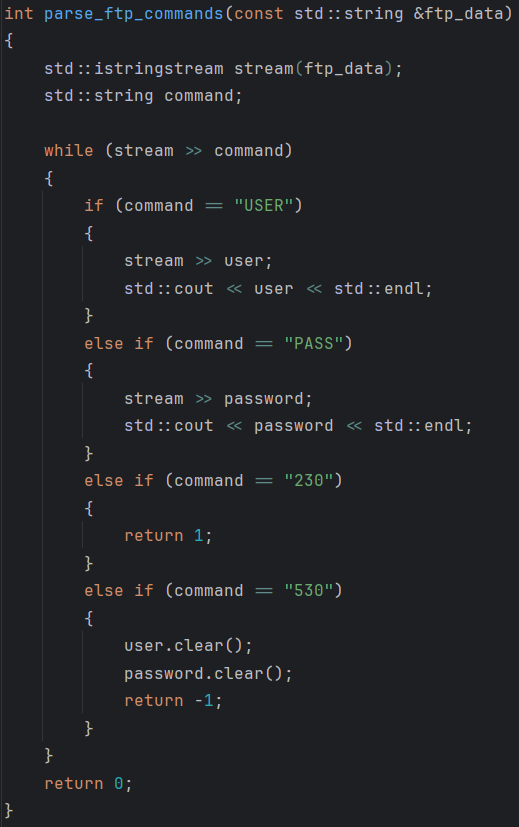 int parse_ftp_commands(const std::string &ftp_data)
{
    std::istringstream stream(ftp_data);
    std::string command;

    while (stream >> command)
    {
        if (command == "USER")
        {
            stream >> user;
            std::cout << user << std::endl;
        }
        else if (command == "PASS")
        {
            stream >> password;
            std::cout << password << std::endl;
        }
        else if (command == "230")
        {
            return 1;
        }
        else if (command == "530")
        {
            user.clear();
            password.clear();
            return -1;
        }
    }
    return 0;
}